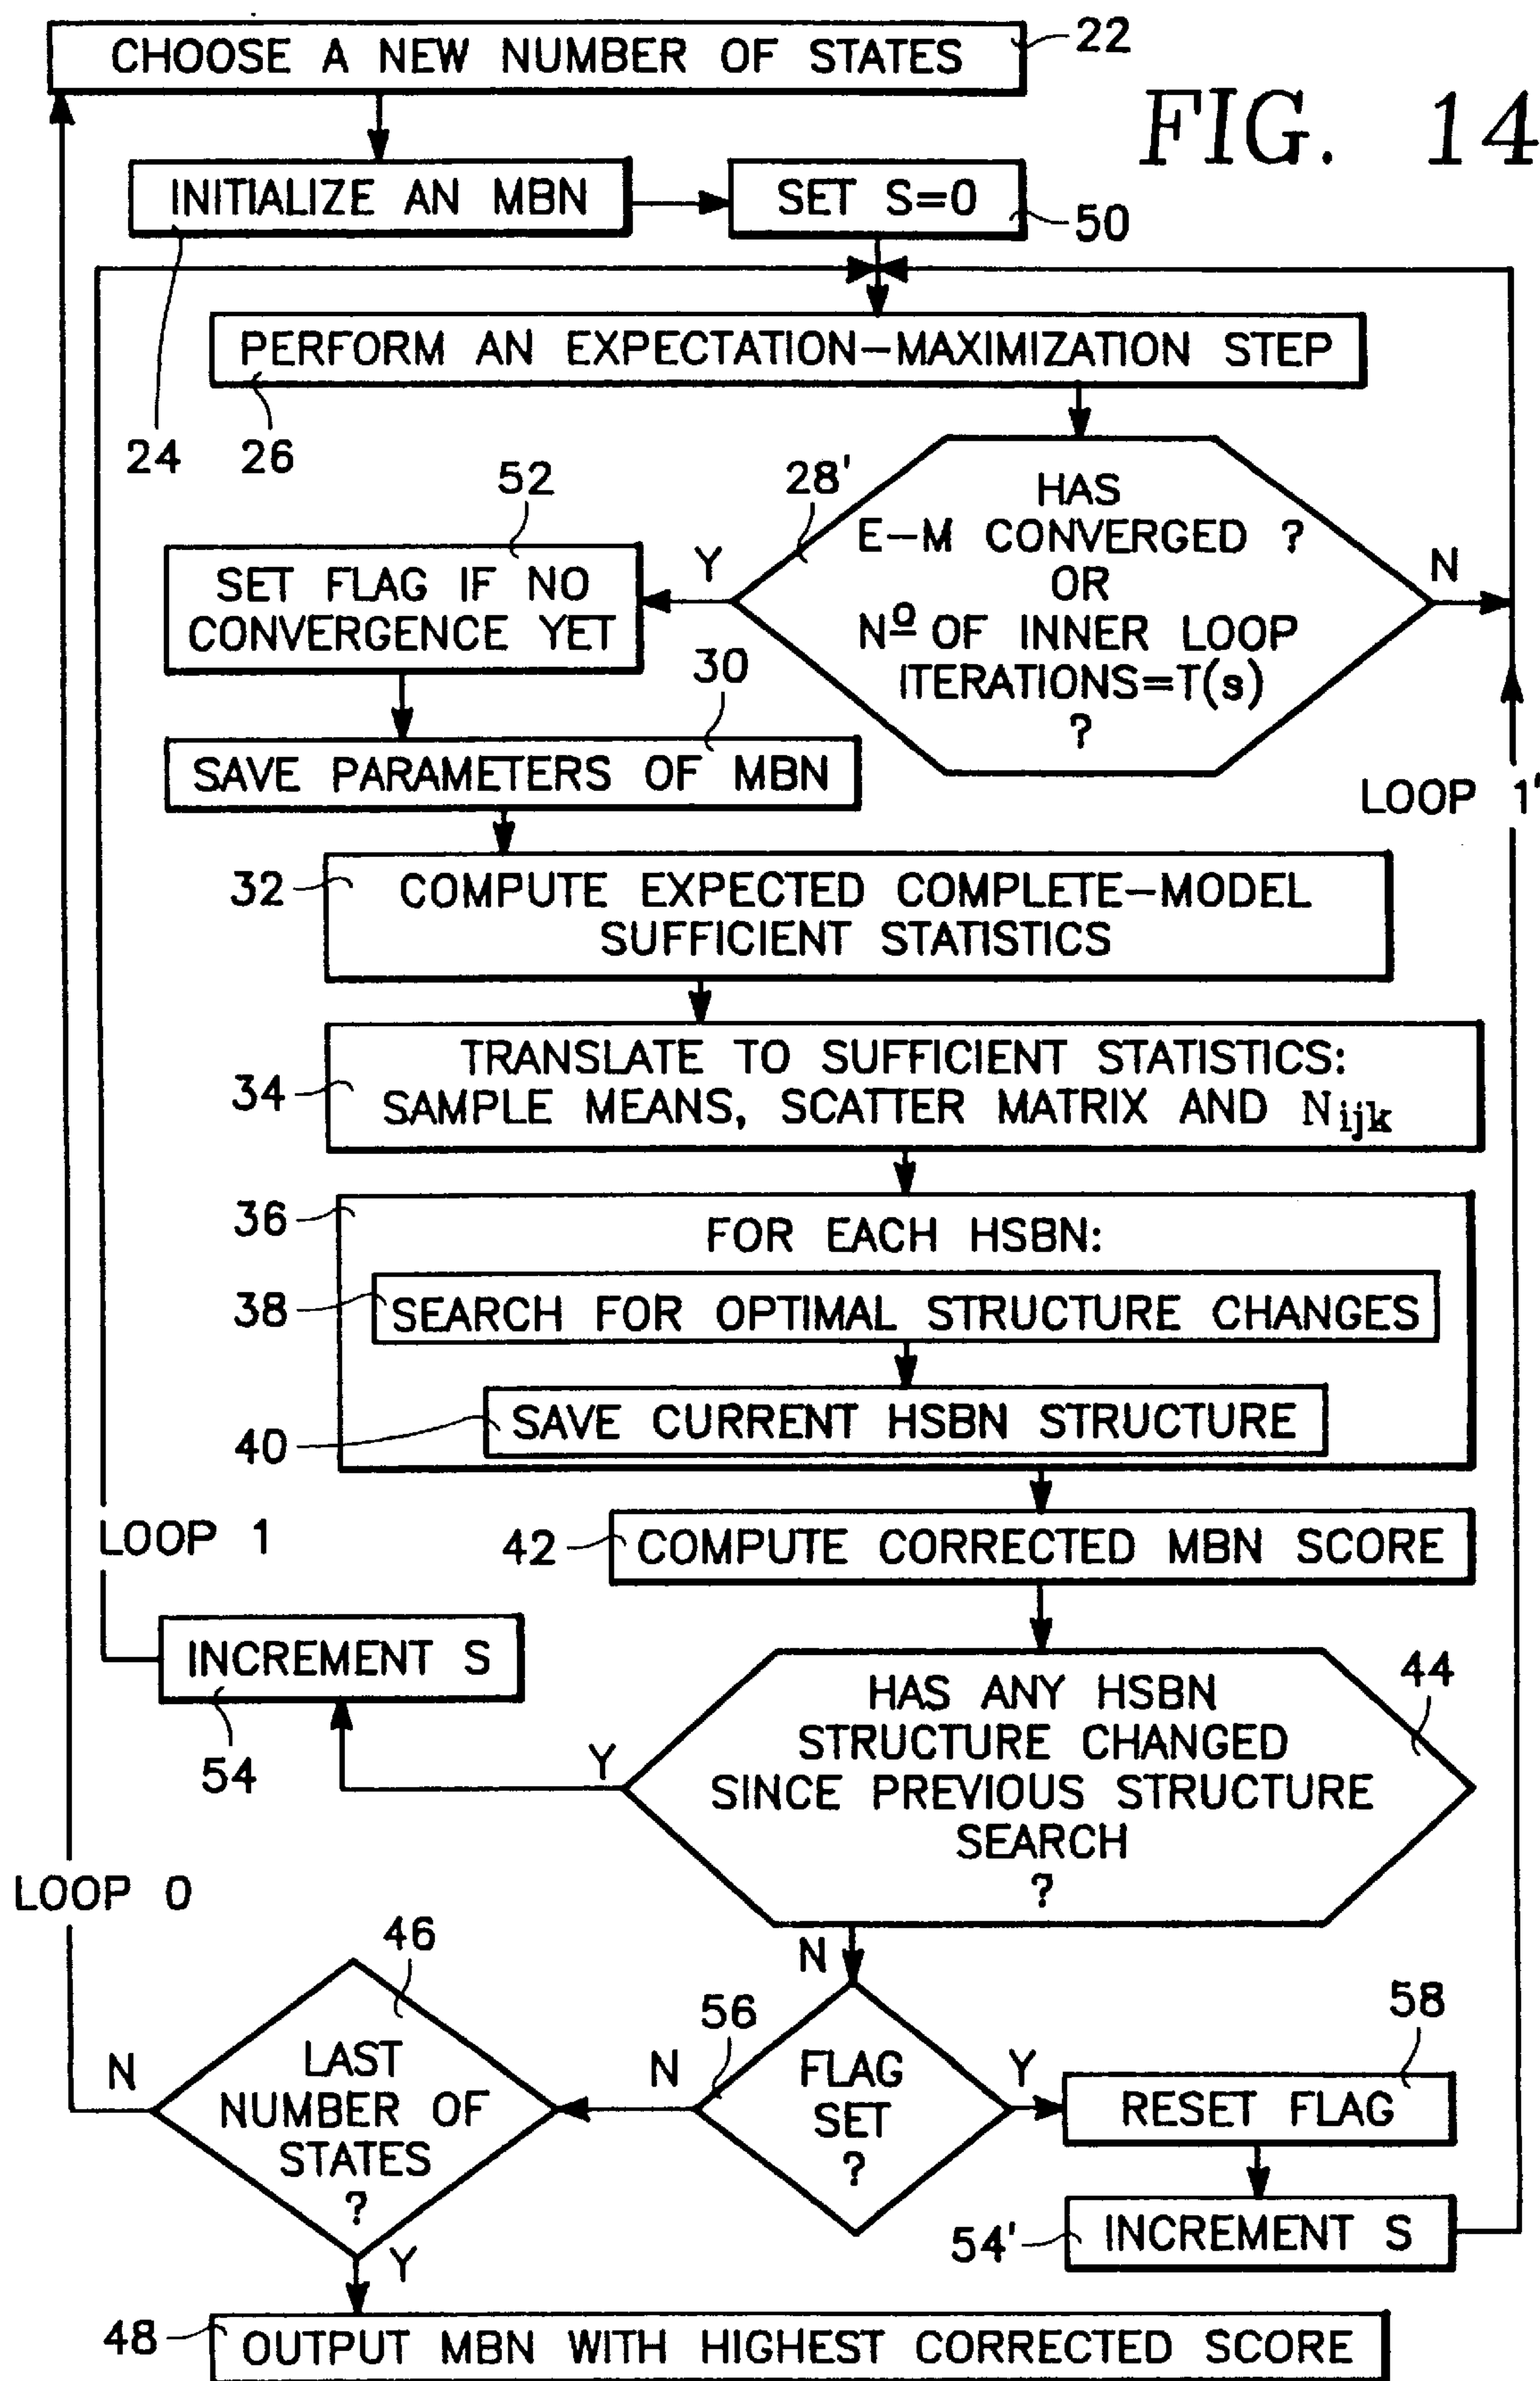 CHOOSE A NEW NUMBER OF STATES
22
FIG. 14
INITIALIZE AN MBN
SET S=0
50
PERFORM AN EXPECTATION-MAXIMIZATION STEP
24
26
52
28'
HAS
E-M CONVERGED ?
OR
Nº OF INNER LOOP
ITERATIONS=T(s)
?
Y
N
SET FLAG IF NO
CONVERGENCE YET
30
SAVE PARAMETERS OF MBN
LOOP 1'
32
COMPUTE EXPECTED COMPLETE-MODEL
SUFFICIENT STATISTICS
34
TRANSLATE TO SUFFICIENT STATISTICS:
SAMPLE MEANS, SCATTER MATRIX AND Nijk
36
FOR EACH HSBN:
38
SEARCH FOR OPTIMAL STRUCTURE CHANGES
40
SAVE CURRENT HSBN STRUCTURE
LOOP 1
42
COMPUTE CORRECTED MBN SCORE
INCREMENT S
54
44
HAS ANY HSBN
STRUCTURE CHANGED
SINCE PREVIOUS STRUCTURE
SEARCH
?
Y
N
LOOP 0
46
LAST
NUMBER OF
STATES
?
N
Y
56
FLAG
SET
?
N
Y
58
RESET FLAG
54'
INCREMENT S
48
OUTPUT MBN WITH HIGHEST CORRECTED SCORE